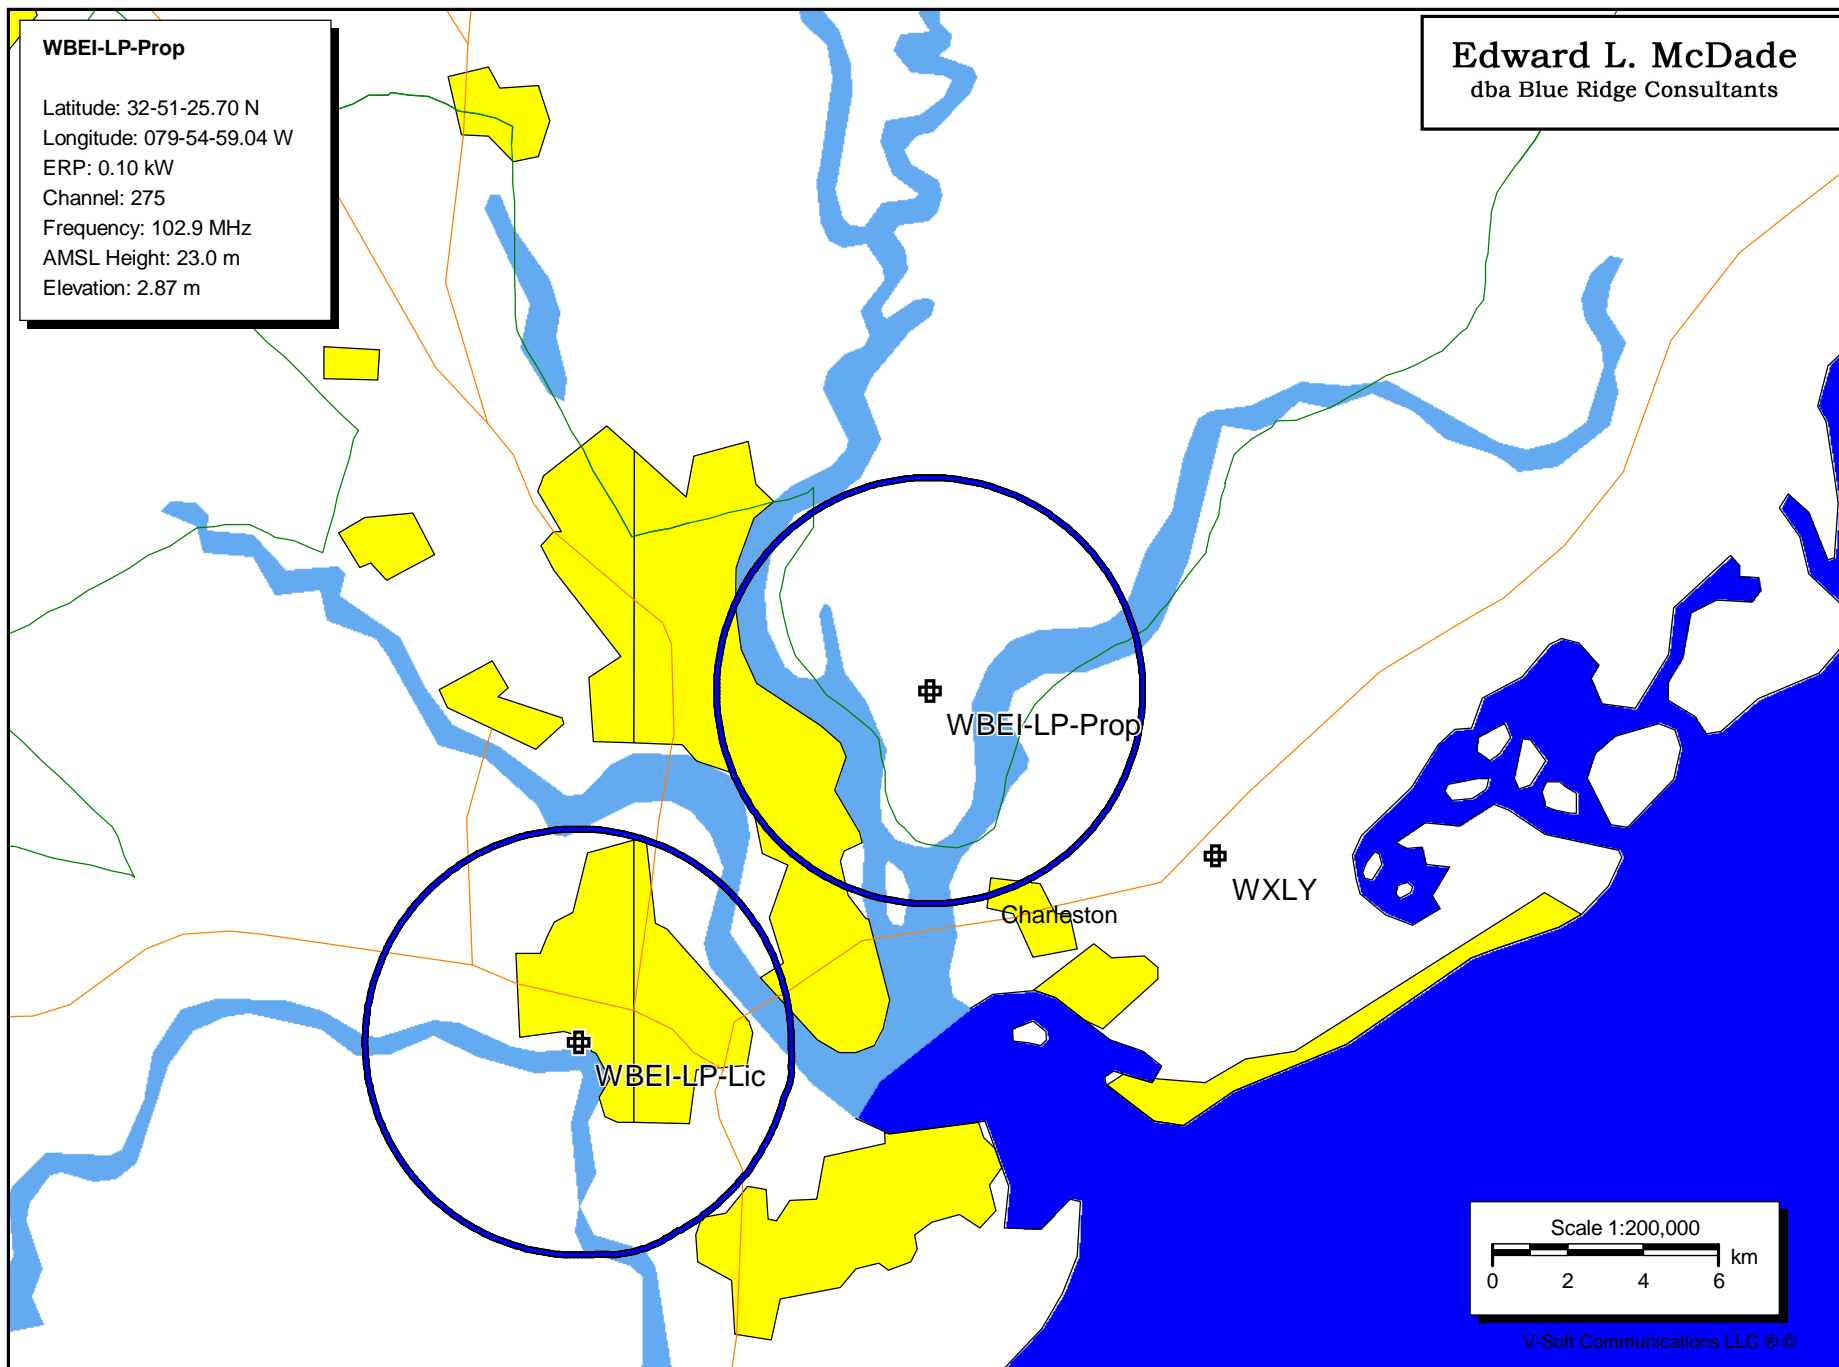 WBEI-LP-Prop
Latitude: 32-51-25.70 N
Longitude: 079-54-59.04 W
ERP: 0.10 kW
Channel: 275
Frequency: 102.9 MHz
AMSL Height: 23.0 m
Elevation: 2.87 m
Edward L. McDade
dba Blue Ridge Consultants
WBEI-LP-Prop
WXLY
Charleston
WBEI-LP-Lic
Scale 1:200,000
km
0 2 4 6
V-Soft Communications LLC ® ©